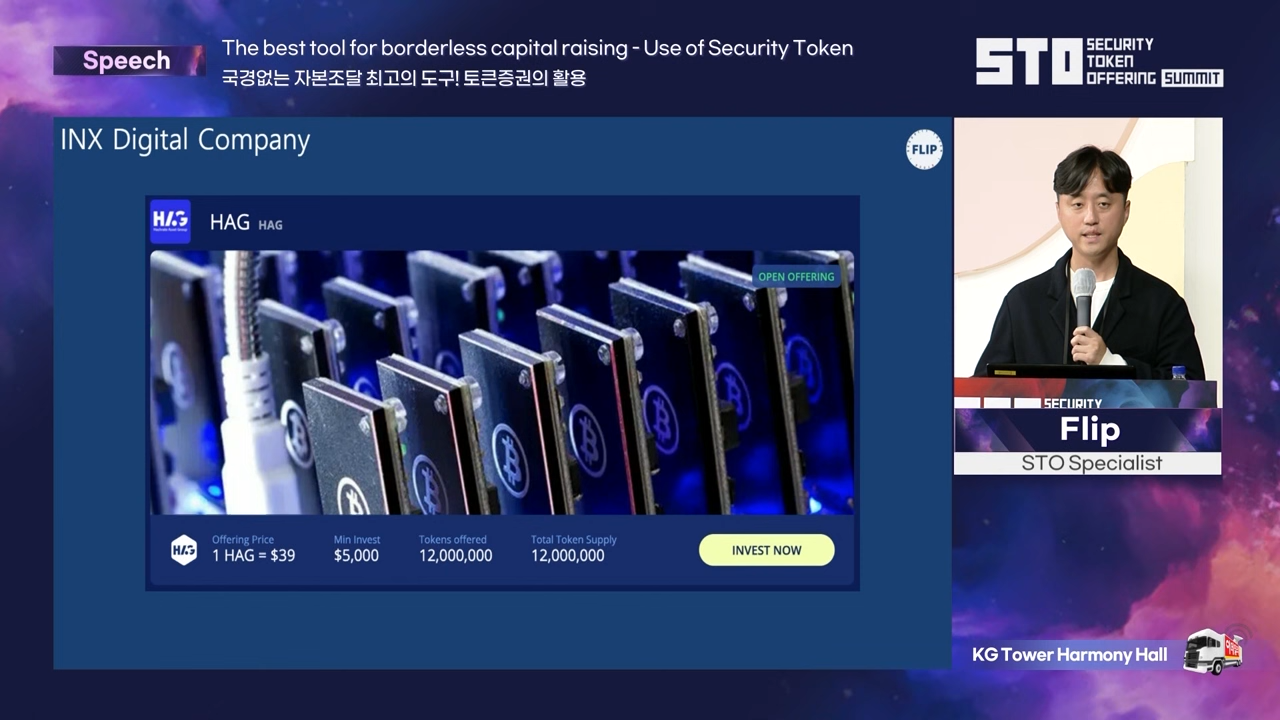 Speech
The best tool for borderless capital raising - Use of Security Token
국경없는 자본조달 최고의 도구! 토큰증권의 활용
STO SECURITY
TOKEN
OFFERING SUMMIT
INX Digital Company
FLIP
HAG
HAG HAG
OPEN OFFERING
HAG
Offering Price
1 HAG = $39
Min Invest
$5,000
Tokens offered
12,000,000
Total Token Supply
12,000,000
INVEST NOW
SECURITY
Flip
STO Specialist
KG Tower Harmony Hall